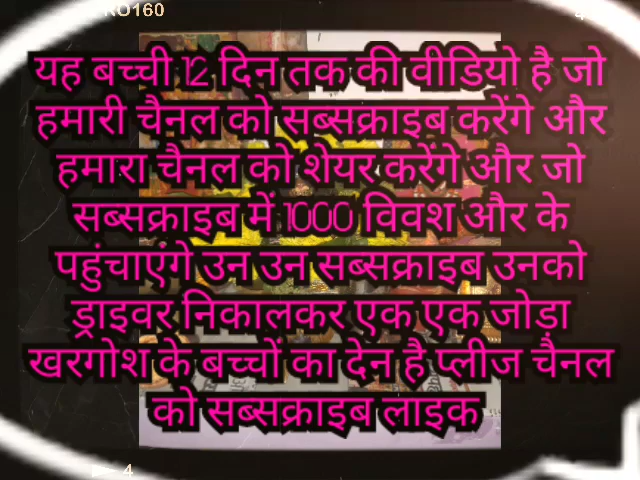 RO160
यह बच्ची 12 दिन तक की वीडियो है जो
हमारी चैनल को सब्सक्राइब करेंगे और
हमारा चैनल को शेयर करेंगे और जो
सब्सक्राइब में 1000 विवश और के
पहुंचाएंगे उन उन सब्सक्राइब उनको
ड्राइवर निकालकर एक एक जोड़ा
खरगोश के बच्चों का देन है प्लीज चैनल
को सब्सक्राइब लाइक
4